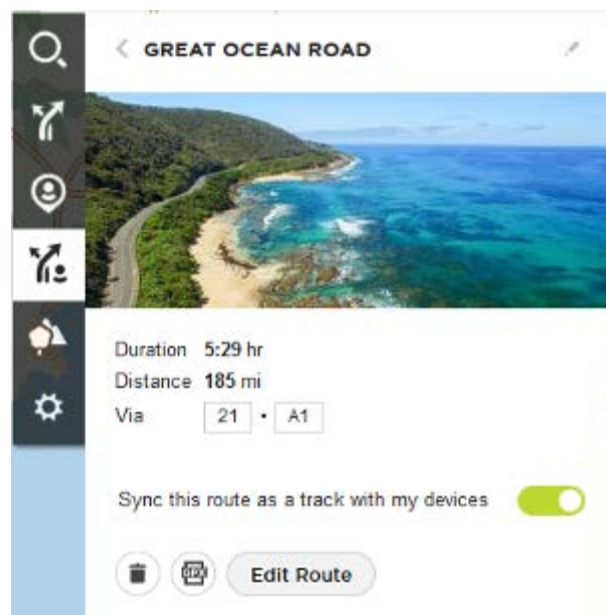 GREAT OCEAN ROAD
Duration 5:29 hr
Distance 185 mi
Via 21 • A1
Sync this route as a track with my devices
GPX Edit Route